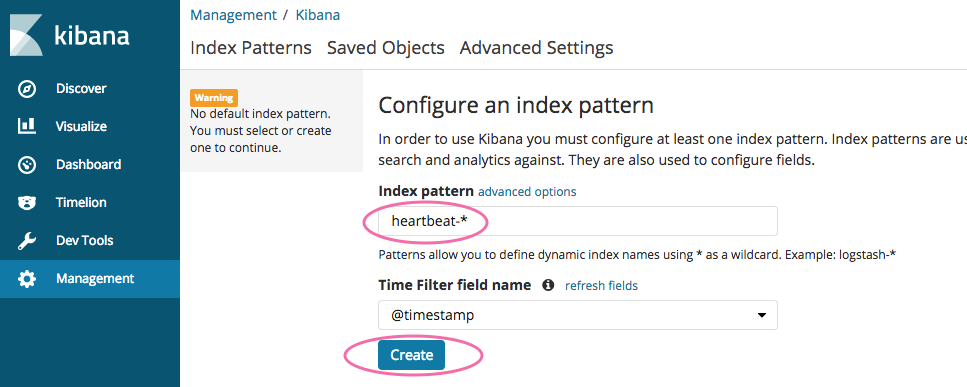 kibana
Discover
Visualize
Dashboard
Timelion
Dev Tools
Management
Management / Kibana
Index Patterns Saved Objects Advanced Settings
Warning
No default index pattern.
You must select or create
one to continue.
Configure an index pattern
In order to use Kibana you must configure at least one index pattern. Index patterns are us
search and analytics against. They are also used to configure fields.
Index pattern advanced options
heartbeat-*
Patterns allow you to define dynamic index names using * as a wildcard. Example: logstash-*
Time Filter field name refresh fields
@timestamp
Create